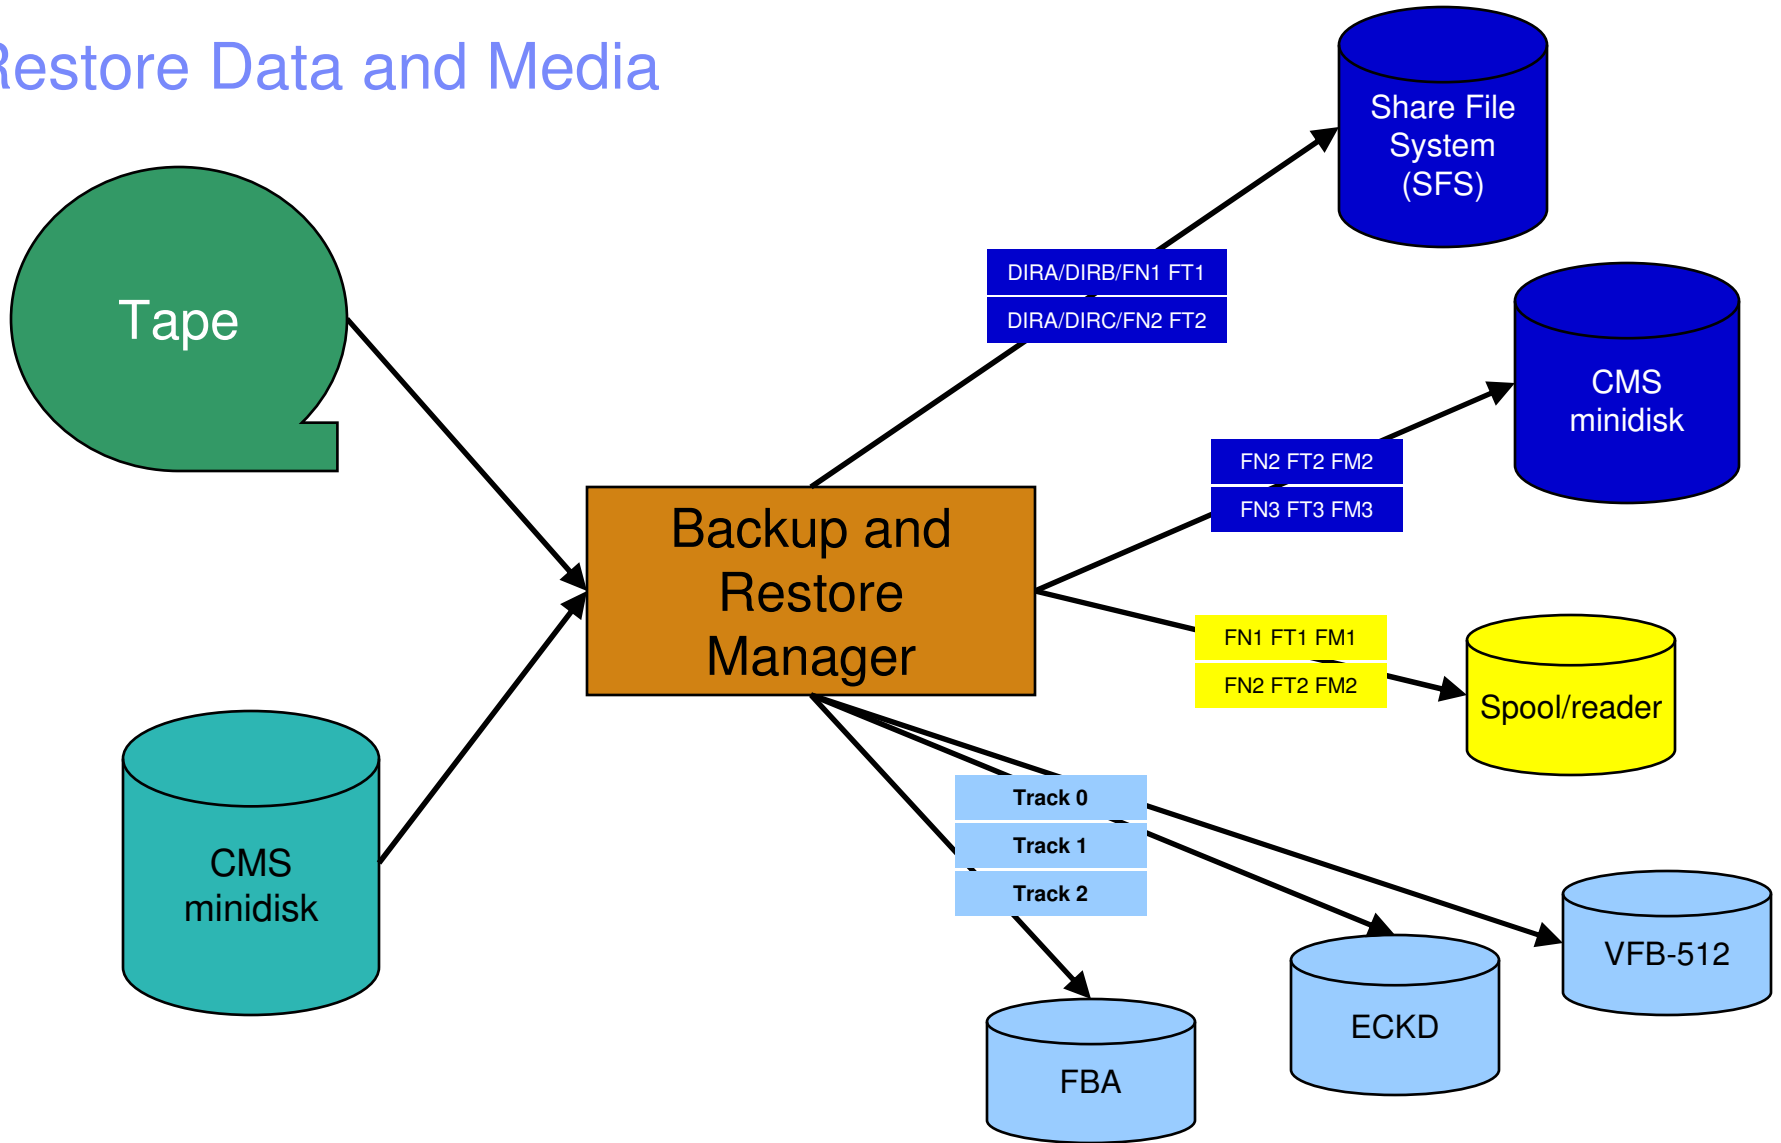 Restore Data and Media
Share File
System
(SFS)
Tape
DIRA/DIRB/FN1 FT1
DIRA/DIRC/FN2 FT2
CMS
minidisk
FN2 FT2 FM2
FN3 FT3 FM3
Backup and
Restore
Manager
FN1 FT1 FM1
FN2 FT2 FM2
Spool/reader
Track 0
Track 1
Track 2
CMS
minidisk
VFB-512
ECKD
FBA